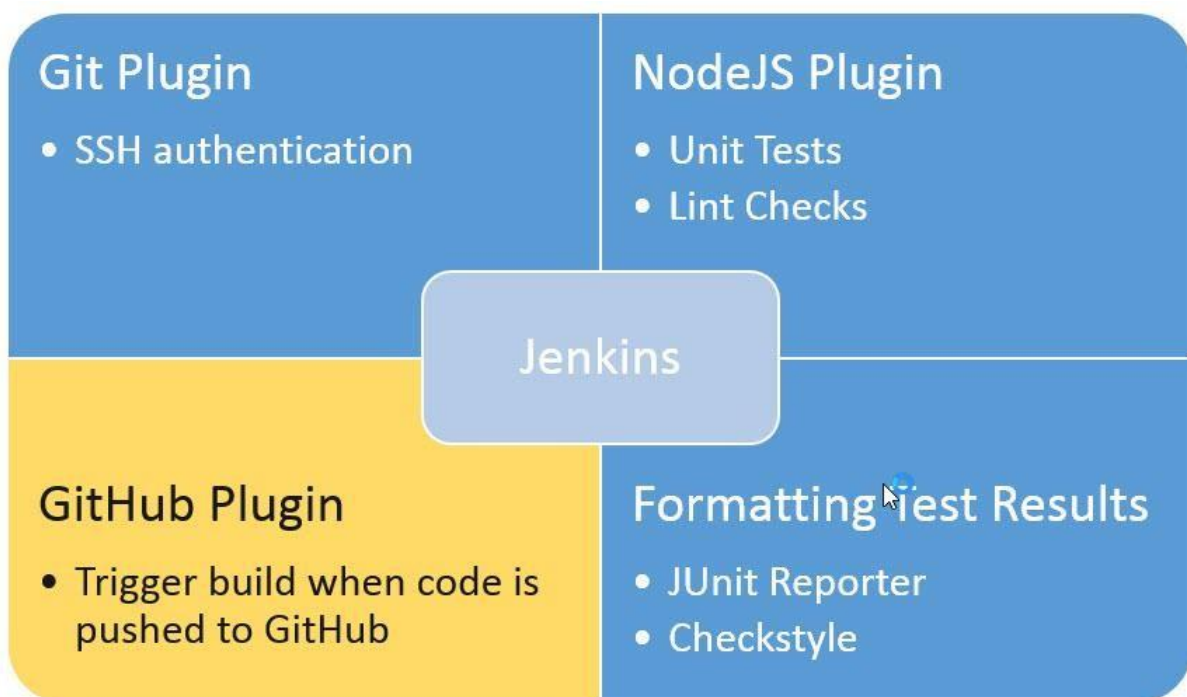 Git Plugin
• SSH authentication
NodeJS Plugin
• Unit Tests
• Lint Checks
Jenkins
GitHub Plugin
• Trigger build when code is
pushed to GitHub
Formatting Test Results
• JUnit Reporter
• Checkstyle